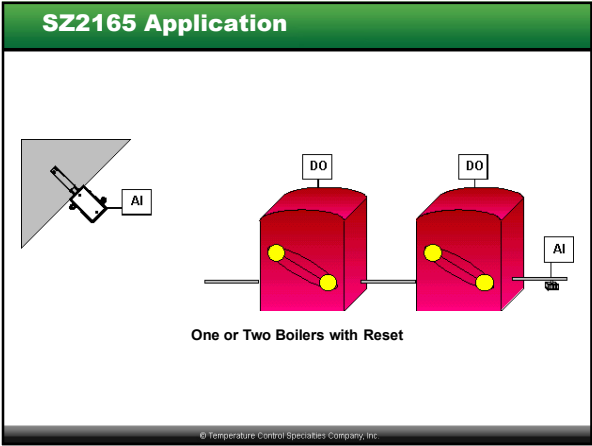 SZ2165 Application
DO
DO
AI
AI
One or Two Boilers with Reset
© Temperature Control Specialties Company, Inc.